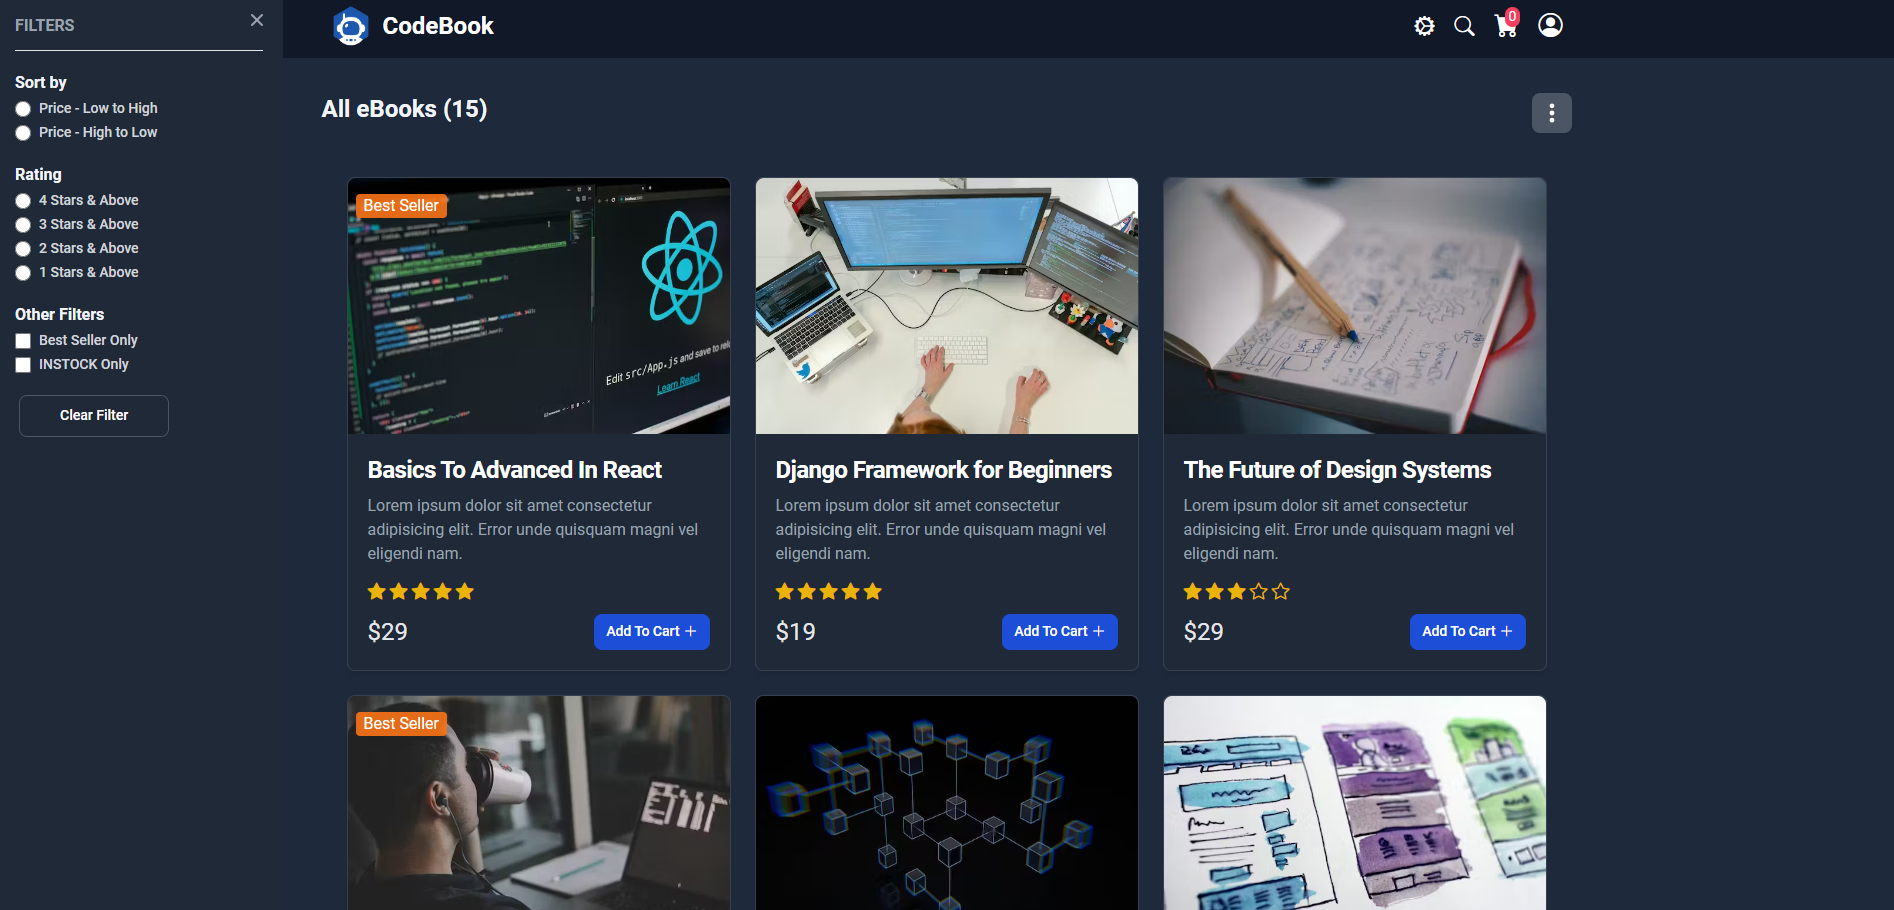 FILTERS
Sort by
Price - Low to High
Price - High to Low
Rating
4 Stars & Above
3 Stars & Above
2 Stars & Above
1 Stars & Above
Other Filters
Best Seller Only
INSTOCK Only
Clear Filter
CodeBook
0
All eBooks (15)
Best Seller
Edit src/App.js and save to rel
Learn React
Basics To Advanced In React
Lorem ipsum dolor sit amet consectetur
adipisicing elit. Error unde quisquam magni vel
eligendi nam.
$29
Add To Cart +
Django Framework for Beginners
Lorem ipsum dolor sit amet consectetur
adipisicing elit. Error unde quisquam magni vel
eligendi nam.
$19
Add To Cart +
The Future of Design Systems
Lorem ipsum dolor sit amet consectetur
adipisicing elit. Error unde quisquam magni vel
eligendi nam.
$29
Add To Cart +
Best Seller